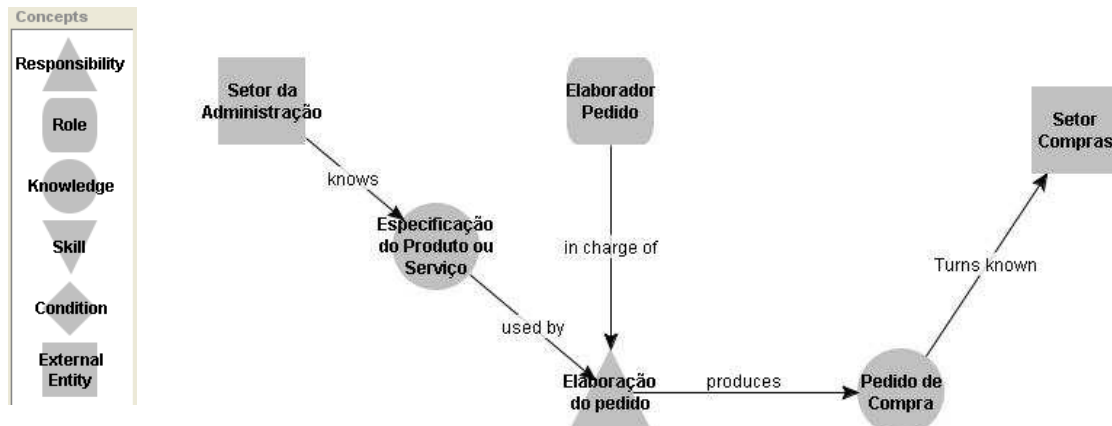 Concepts
Responsibility
Role
Knowledge
Skill
Condition
External
Entity
Setor da
Administração
Elaborador
Pedido
Setor
Compras
knows
Especificação
do Produto ou
Serviço
in charge of
Turns known
used by
Elaboração
do pedido
produces
Pedido de
Compra